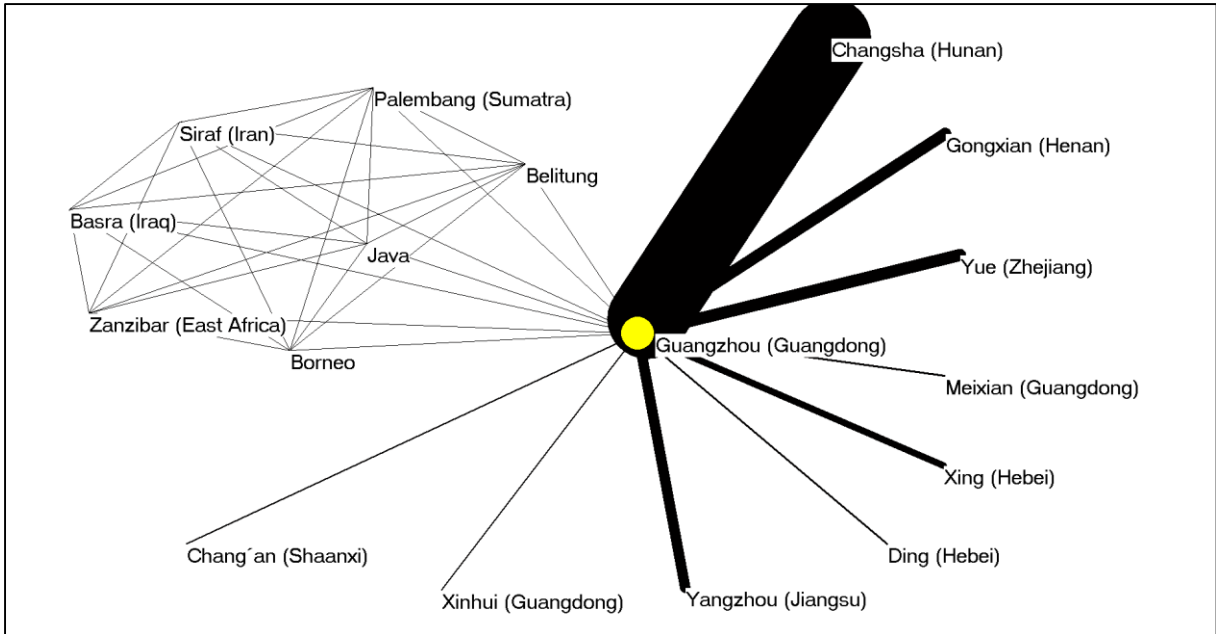 Changsha (Hunan)
Palembang (Sumatra)
Siraf (Iran)
Gongxian (Henan)
Belitung
Basra (Iraq)
Java
Yue (Zhejiang)
Zanzibar (East Africa)
Guangzhou (Guangdong)
Borneo
Meixian (Guangdong)
Xing (Hebei)
Chang´an (Shaanxi)
Ding (Hebei)
Xinhui (Guangdong)
Yangzhou (Jiangsu)